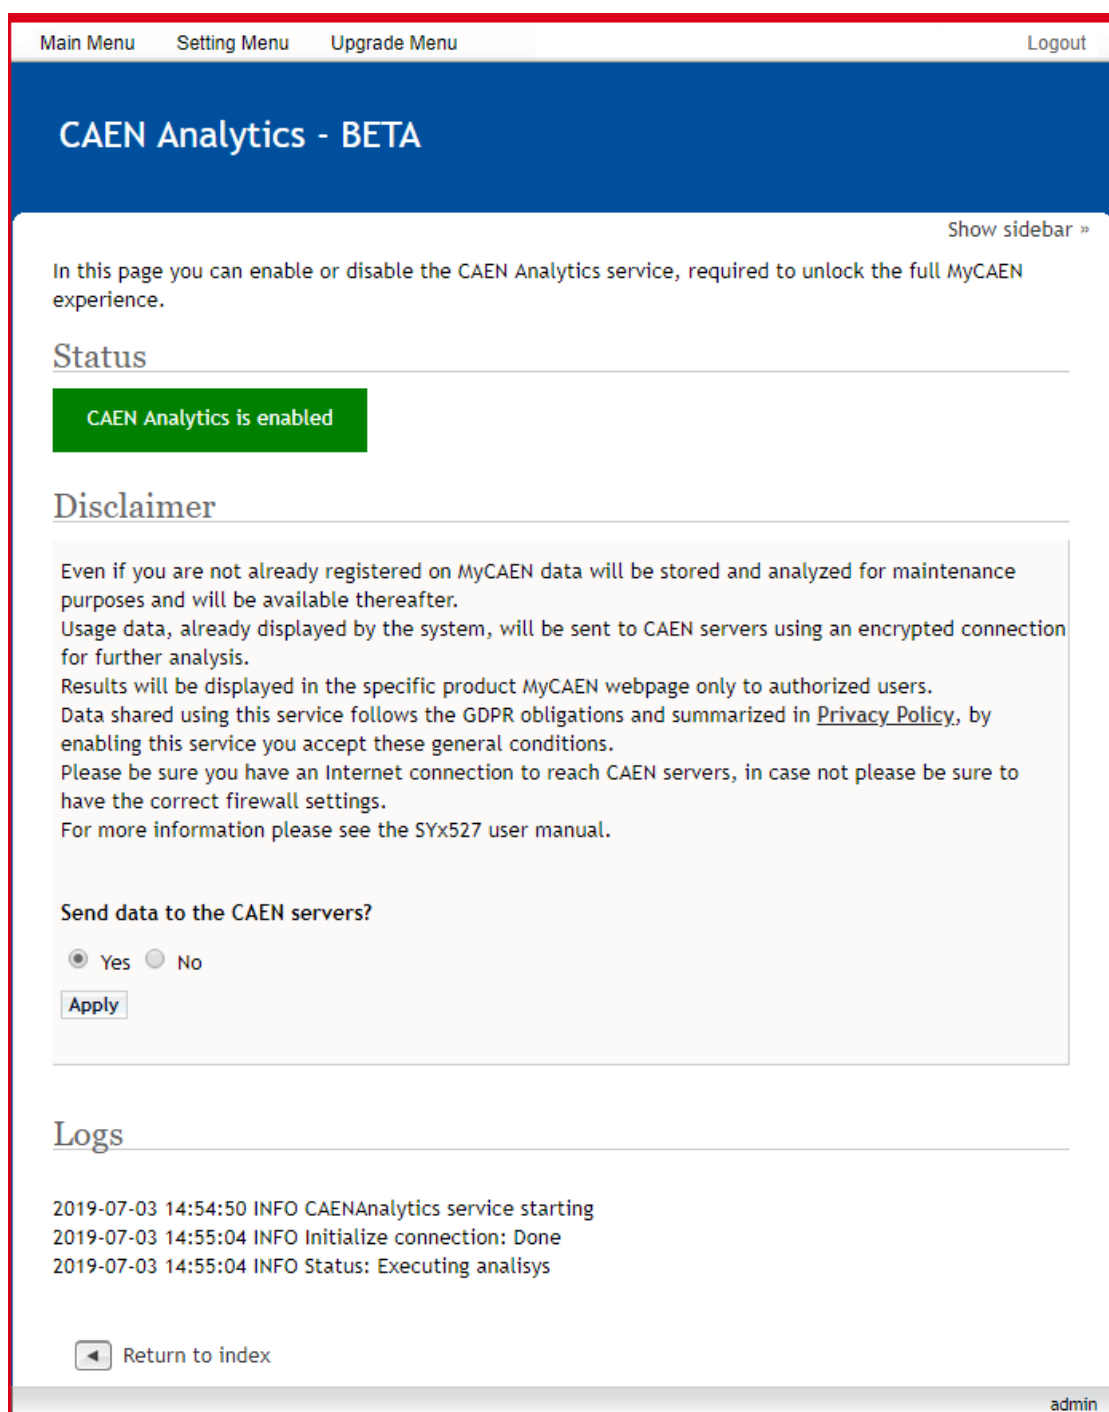 Main Menu Setting Menu Upgrade Menu Logout
CAEN Analytics - BETA
Show sidebar »
In this page you can enable or disable the CAEN Analytics service, required to unlock the full MyCAEN
experience.
Status
CAEN Analytics is enabled
Disclaimer
Even if you are not already registered on MyCAEN data will be stored and analyzed for maintenance
purposes and will be available thereafter.
Usage data, already displayed by the system, will be sent to CAEN servers using an encrypted connection
for further analysis.
Results will be displayed in the specific product MyCAEN webpage only to authorized users.
Data shared using this service follows the GDPR obligations and summarized in Privacy Policy, by
enabling this service you accept these general conditions.
Please be sure you have an Internet connection to reach CAEN servers, in case not please be sure to
have the correct firewall settings.
For more information please see the SYx527 user manual.
Send data to the CAEN servers?
Yes No
Apply
Logs
2019-07-03 14:54:50 INFO CAENAnalytics service starting
2019-07-03 14:55:04 INFO Initialize connection: Done
2019-07-03 14:55:04 INFO Status: Executing analisys
Return to index
admin